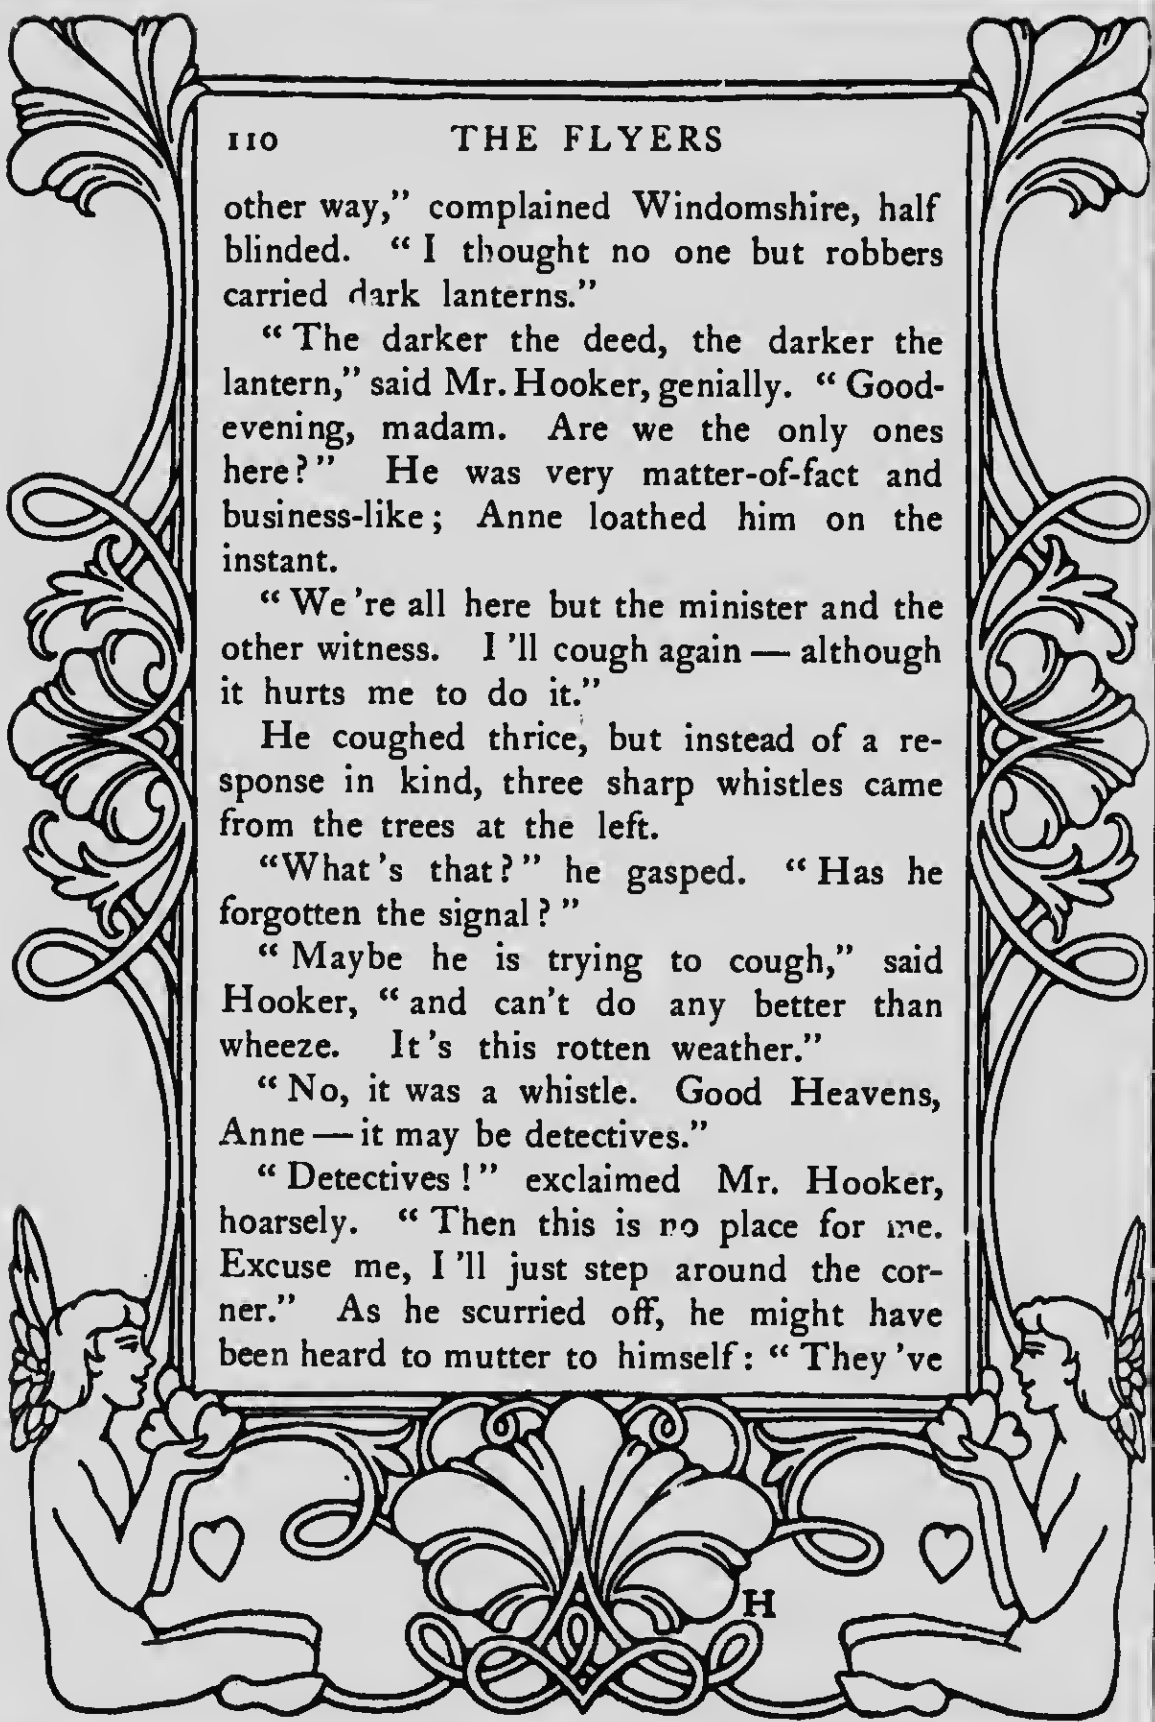 110 THE FLYERS
other way,” complained Windomshire, half
blinded. “I thought no one but robbers
carried dark lanterns.”
“The darker the deed, the darker the
lantern,” said Mr. Hooker, genially. “Good-
evening, madam. Are we the only ones
here?” He was very matter-of-fact and
business-like; Anne loathed him on the
instant.
“We’re all here but the minister and the
other witness. I’ll cough again—although
it hurts me to do it.”
He coughed thrice, but instead of a re-
sponse in kind, three sharp whistles came
from the trees at the left.
“What’s that?” he gasped. “Has he
forgotten the signal?”
“Maybe he is trying to cough,” said
Hooker, “and can’t do any better than
wheeze. It’s this rotten weather.”
“No, it was a whistle. Good Heavens,
Anne—it may be detectives.”
“Detectives!” exclaimed Mr. Hooker,
hoarsely. “Then this is no place for me.
Excuse me, I’ll just step around the cor-
ner.” As he scurried off, he might have
been heard to mutter to himself: “They’ve
H